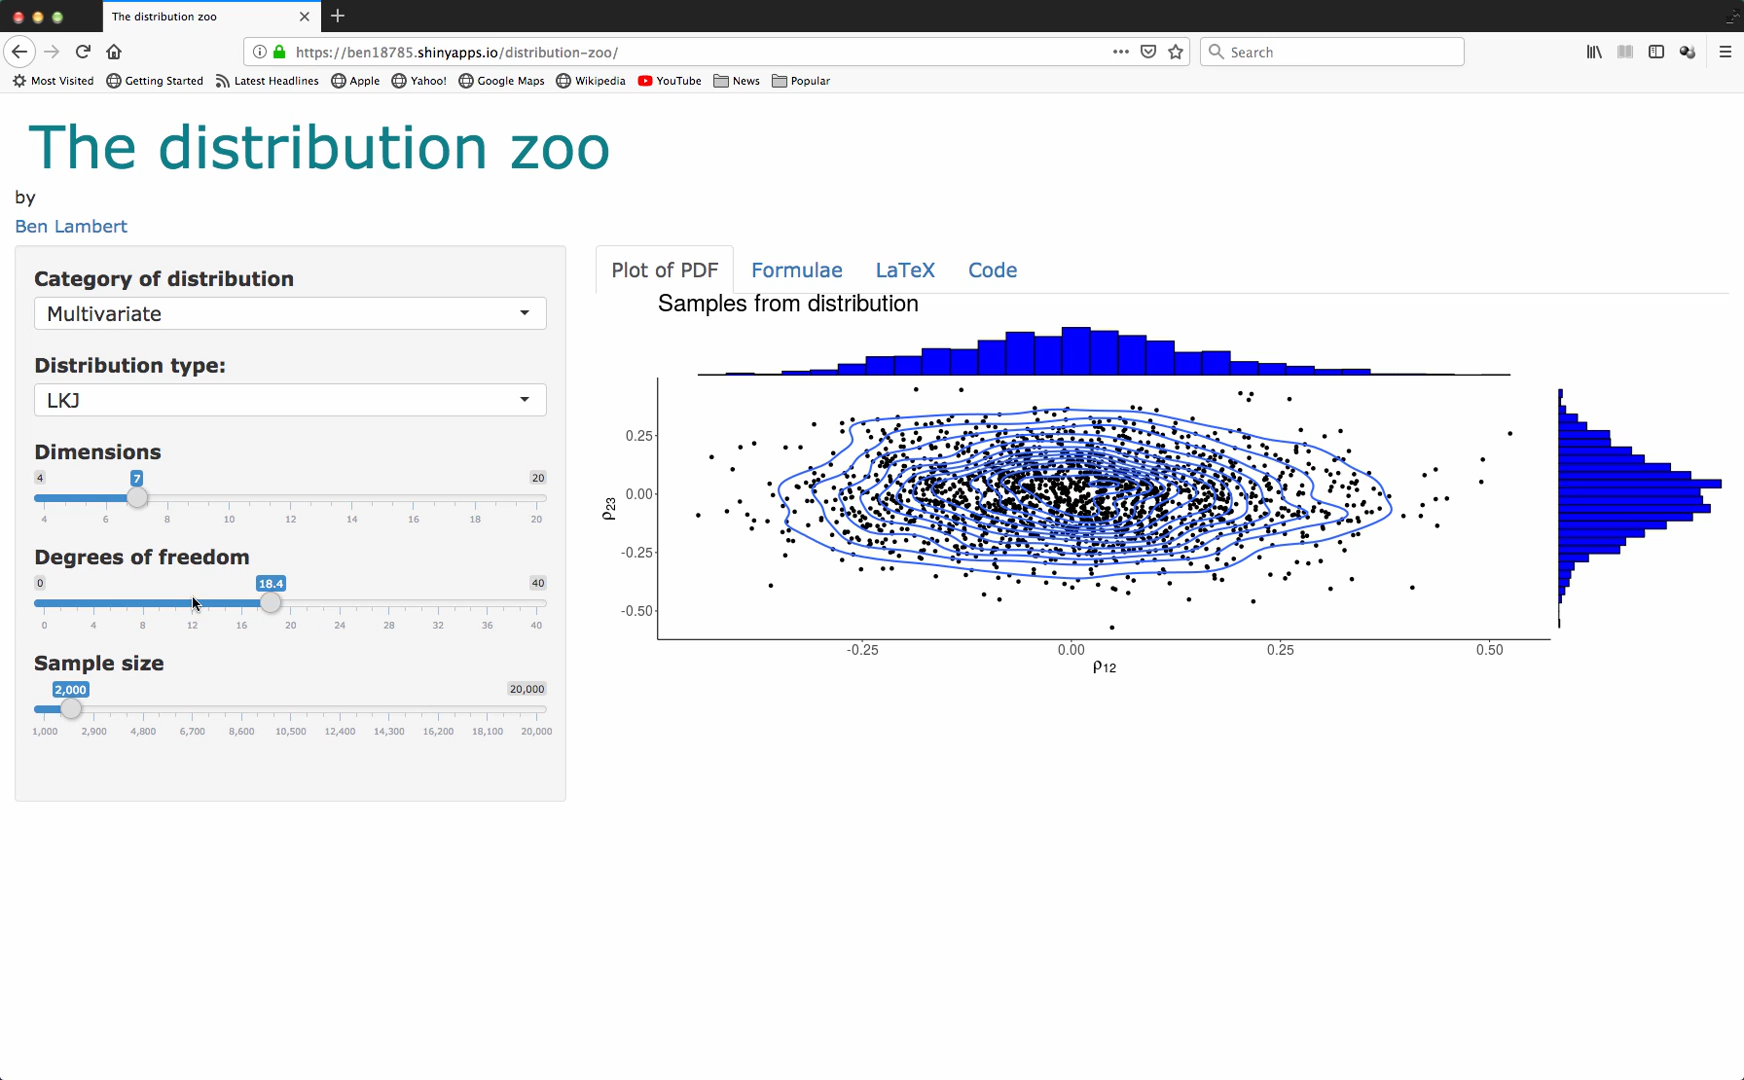 The distribution zoo
https://ben18785.shinyapps.io/distribution-zoo/
Search
Most Visited Getting Started Latest Headlines Apple Yahoo! Google Maps Wikipedia YouTube News Popular
The distribution zoo
by
Ben Lambert
Category of distribution
Multivariate
Distribution type:
LKJ
Dimensions
4 7 20
4 6 8 10 12 14 16 18 20
Degrees of freedom
0 18.4 40
0 4 8 12 16 20 24 28 32 36 40
Sample size
2,000 20,000
1,000 2,900 4,800 6,700 8,600 10,500 12,400 14,300 16,200 18,100 20,000
Plot of PDF Formulae LaTeX Code
Samples from distribution
0.25
0.00
-0.25
-0.50
ρ23
-0.25 0.00 0.25 0.50
ρ12